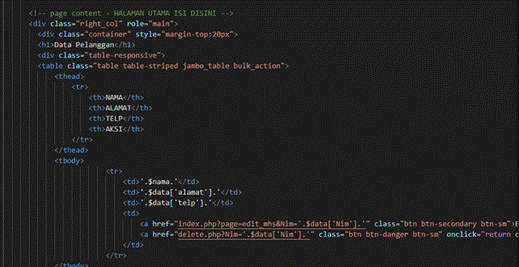 <!-- page content - HALAMAN UTAMA ISI DISINI -->
<div class="right_col" role="main">
<div class="container" style="margin-top:20px">
<h1>Data Pelanggan</h1>
<div class="table-responsive">
<table class="table table-striped jambo_table bulk_action">
<thead>
<tr>
<th>NAMA</th>
<th>ALAMAT</th>
<th>TELP</th>
<th>AKSI</th>
</tr>
</thead>
<tbody>
<tr>
<td>'.$nama.'</td>
<td>'.$data['alamat'].'</td>
<td>'.$data['telp'].'</td>
<td>
<a href="index.php?page=edit_mhs&Nim='.$data['Nim'].'" class="btn btn-secondary btn-sm">E
<a href="delete.php?Nim='.$data['Nim'].'" class="btn btn-danger btn-sm" onclick="return c
</td>
</tr>
</tbody>